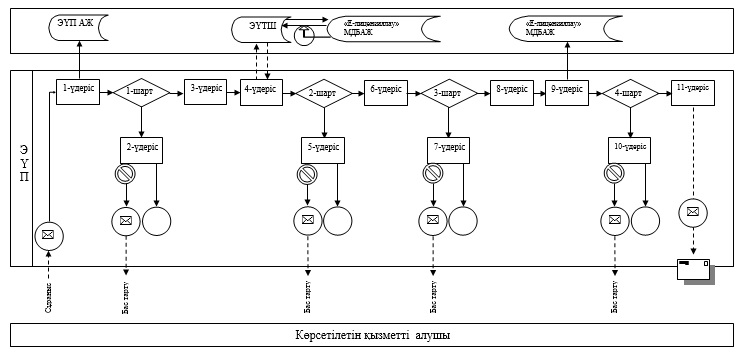 ЭҮП АЖ
ЭҮТШ
«Е-лицензиялау»
МДБАЖ
«Е-лицензиялау»
МДБАЖ
Э
Ү
П
1-үдеріс
1-шарт
3-үдеріс
4-үдеріс
2-шарт
6-үдеріс
3-шарт
8-үдеріс
9-үдеріс
4-шарт
11-үдеріс
2-үдеріс
5-үдеріс
7-үдеріс
10-үдеріс
Сұраныс
Бас тарту
Бас тарту
Бас тарту
Бас тарту
Көрсетілетін қызметті алушы